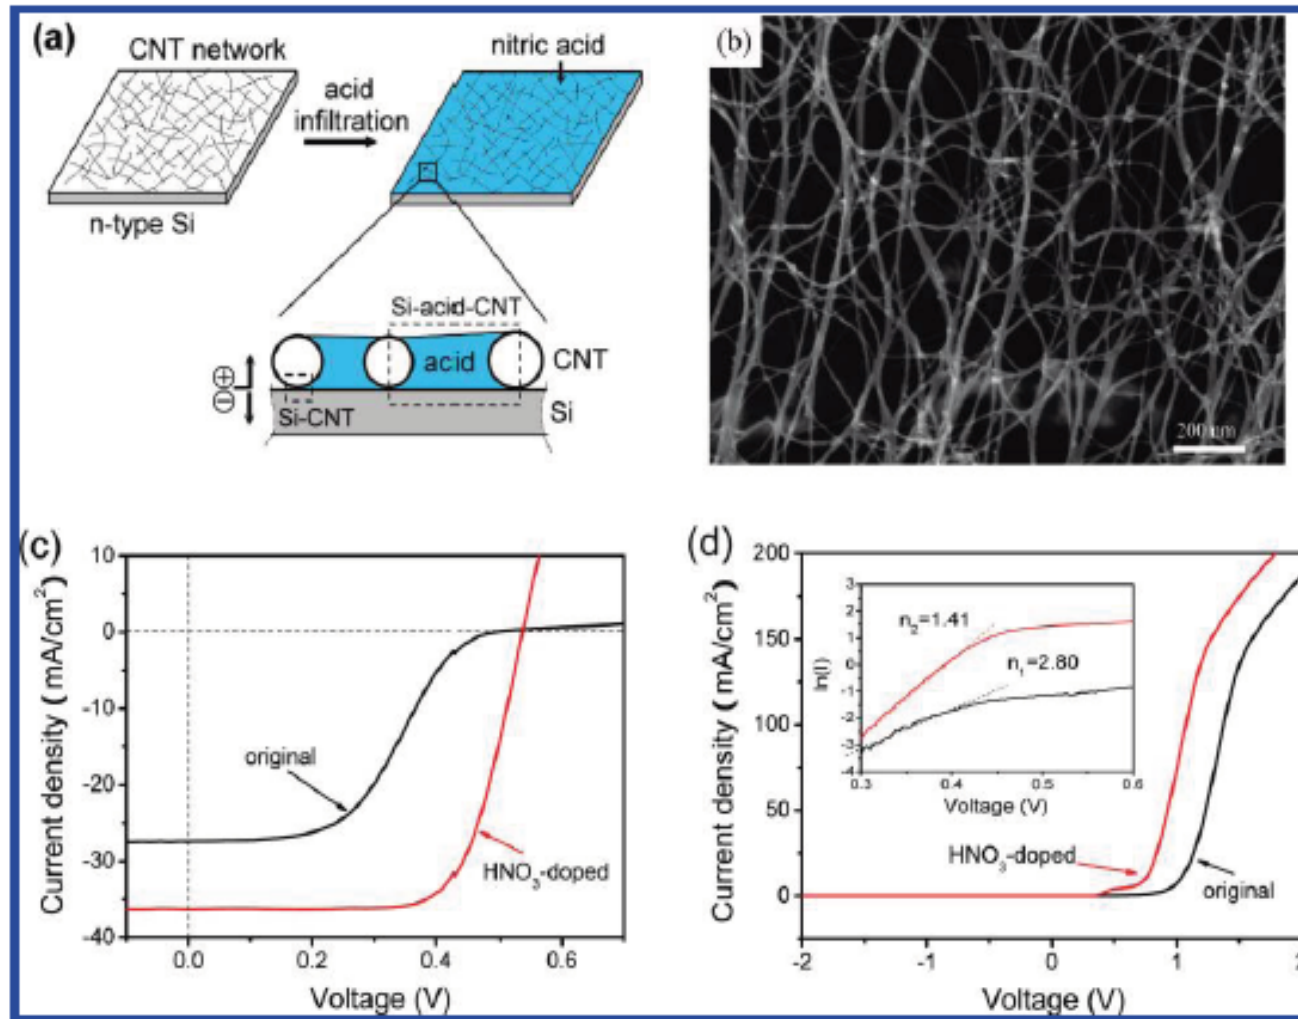 (a)
CNT network
nitric acid
acid
infiltration
n-type Si
Si-acid-CNT
acid
CNT
⊕
⊖
Si-CNT
Si
(b)
200 nm
(c)
10
0
-10
-20
-30
-40
0.0
0.2
0.4
0.6
Current density ( mA/cm²)
Voltage (V)
original
HNO₃-doped
(d)
200
150
100
50
0
-2
-1
0
1
2
Current density ( mA/cm²)
Voltage (V)
3
2
1
0
-1
-2
-3
-4
0.3
0.4
0.5
0.6
ln(I)
Voltage (V)
n₂=1.41
n₁=2.80
HNO₃-doped
original